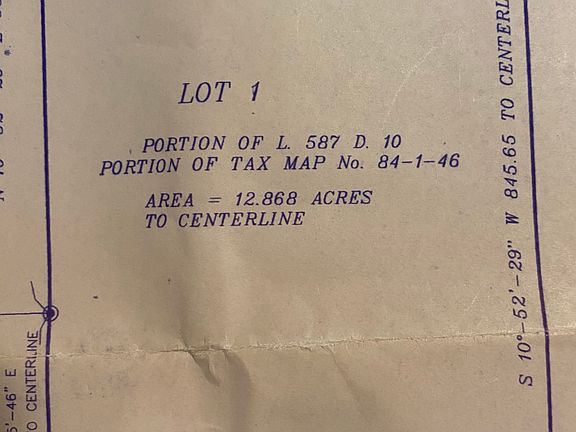 LOT 1
PORTION OF L. 587 D. 10
PORTION OF TAX MAP No. 84-1-46
AREA = 12.868 ACRES
TO CENTERLINE
S 10°-52'-29" W 845.65 TO CENTERL
'-46" E
O CENTERLINE